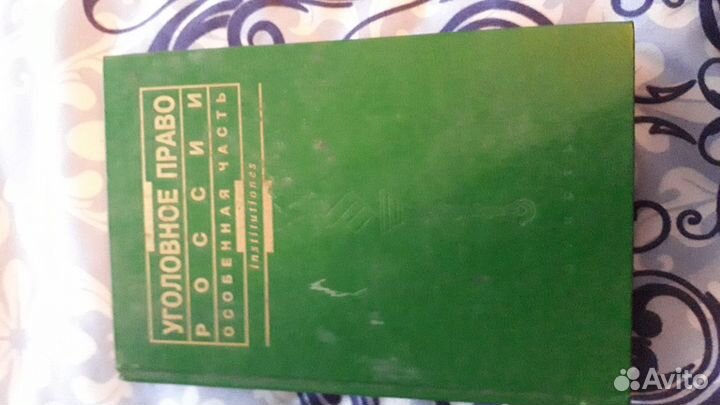 УГОЛОВНОЕ ПРАВО
РОССИИ
ОСОБЕННАЯ ЧАСТЬ
institutiones
Avito